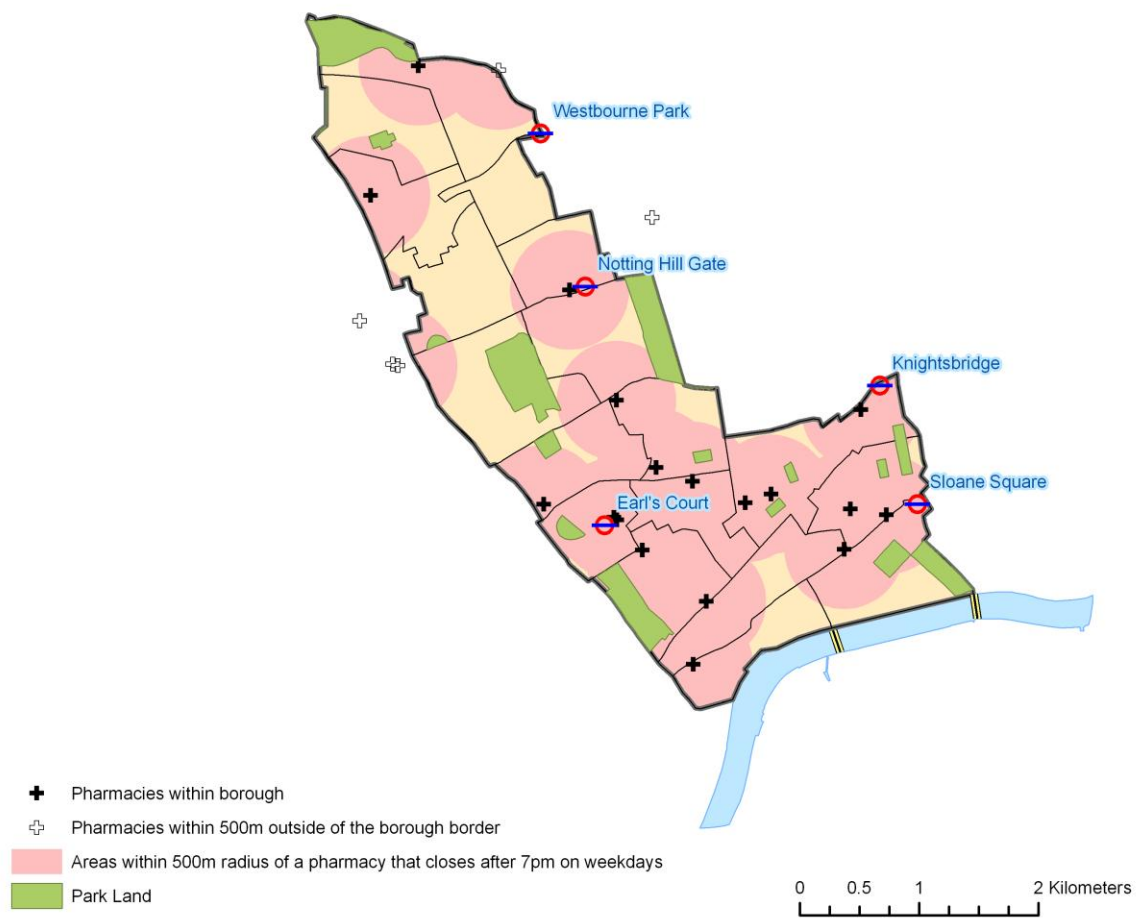 Westbourne Park
Notting Hill Gate
Knightsbridge
Sloane Square
Earl's Court
Pharmacies within borough
Pharmacies within 500m outside of the borough border
Areas within 500m radius of a pharmacy that closes after 7pm on weekdays
Park Land
0 0.5 1 2 Kilometers